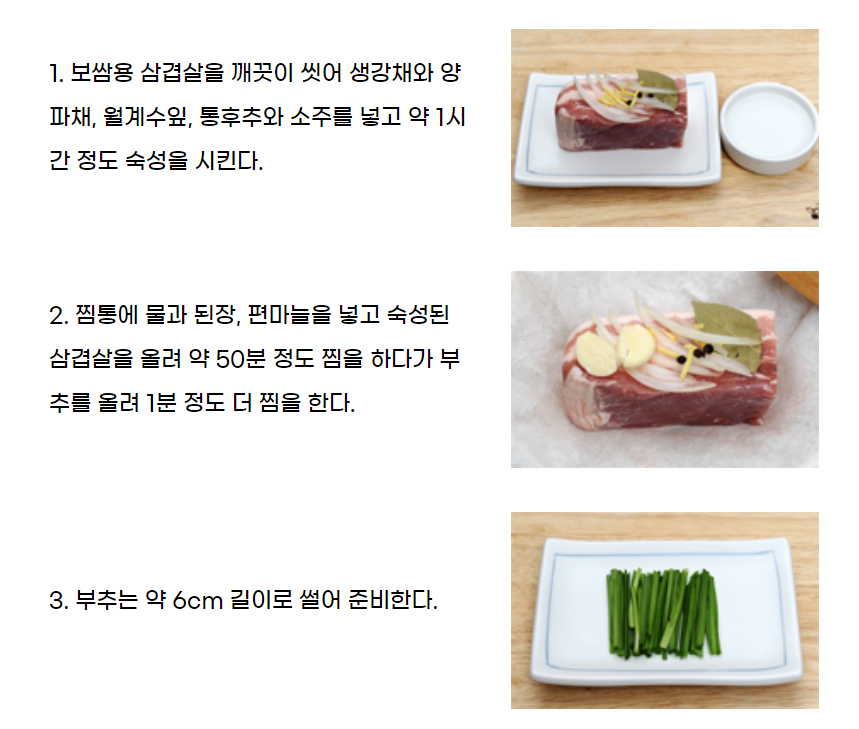 1. 보쌈용 삼겹살을 깨끗이 씻어 생강채와 양
파채, 월계수잎, 통후추와 소주를 넣고 약 1시
간 정도 숙성을 시킨다.
2. 찜통에 물과 된장, 편마늘을 넣고 숙성된
삼겹살을 올려 약 50분 정도 찜을 하다가 부
추를 올려 1분 정도 더 찜을 한다.
3. 부추는 약 6cm 길이로 썰어 준비한다.